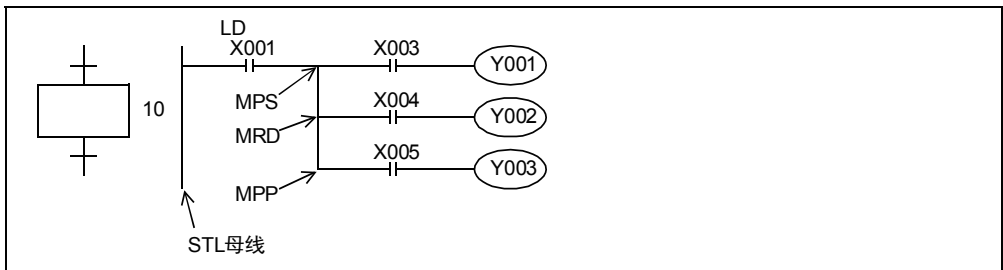 LD
X001
X003
Y001
MPS
X004
10
Y002
MRD
X005
Y003
MPP
STL母线